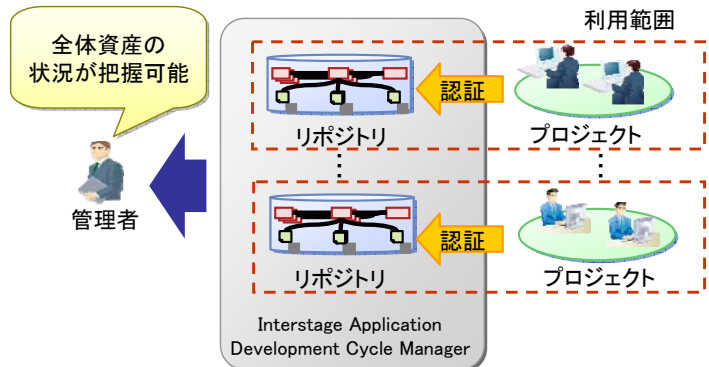 利用範囲
全体資産の
状況が把握可能
管理者
認証
リポジトリ
プロジェクト
認証
リポジトリ
プロジェクト
Interstage Application
Development Cycle Manager